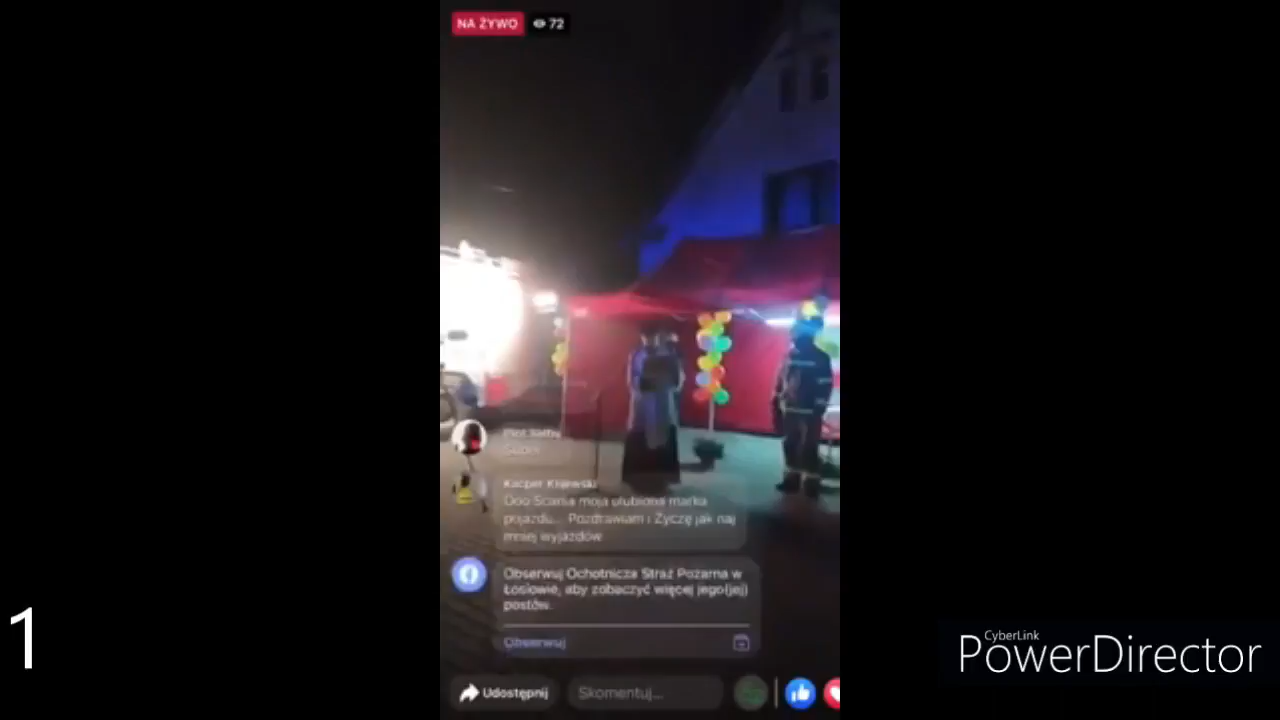 NA ŻYWO
72
Super
Kacper Krajewski
Ooo Scania moja ulubiona marka
pojazdu... Pozdrawiam i Życzę jak naj
mniej wyjazdów
Obserwuj Ochotnicza Straż Pożarna w
Łosiowie, aby zobaczyć więcej jego(jej)
postów.
Obserwuj
Udostępnij
Skomentuj...
1
CyberLink
PowerDirector